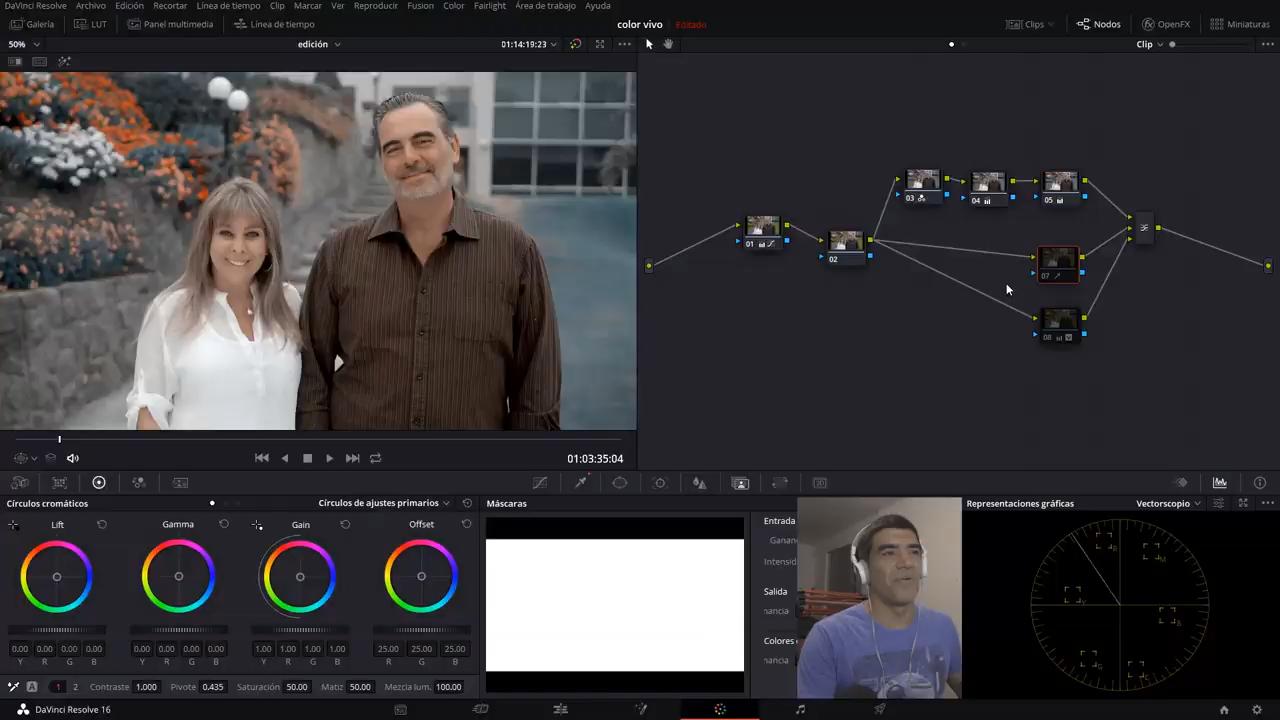 DaVinci Resolve Archivo Edición Recortar Línea de tiempo Clip Marcar Ver Reproducir Fusion Color Fairlight Área de trabajo Ayuda
Galería LUT Panel multimedia Línea de tiempo color vivo Editado Clips Nodos OpenFX Miniaturas
50% edición 01:14:19:23 Clip
03 04 05
01 02
07
08
01:03:35:04
Círculos cromáticos Círculos de ajustes primarios Máscaras Representaciones gráficas Vectorscopio
Lift Gamma Gain Offset Entrada
Ganan
Intensid
Salida
nancia
Colores
nancia
0.00 0.00 0.00 0.00 0.00 0.00 0.00 0.00 1.00 1.00 1.00 1.00 25.00 25.00 25.00
Y R G B Y R G B Y R G B R G B
A 1 2 Contraste 1.000 Pivote 0.435 Saturación 50.00 Matiz 50.00 Mezcla lum. 100.00
DaVinci Resolve 16